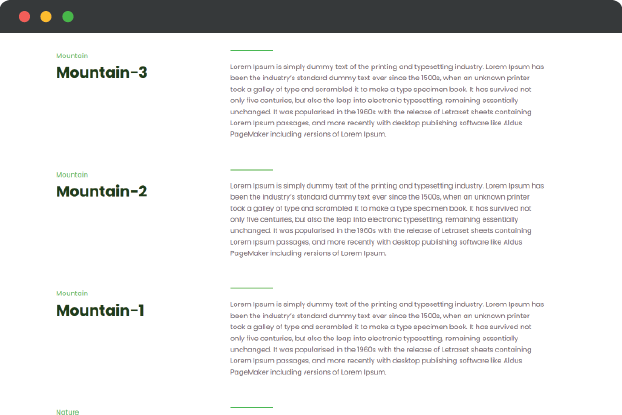 Mountain
Mountain-3
Lorem Ipsum is simply dummy text of the printing and typesetting industry. Lorem Ipsum has
been the industry's standard dummy text ever since the 1500s, when an unknown printer
took a galley of type and scrambled it to make a type specimen book. It has survived not
only five centuries, but also the leap into electronic typesetting, remaining essentially
unchanged. It was popularised in the 1960s with the release of Letraset sheets containing
Lorem Ipsum passages, and more recently with desktop publishing software like Aldus
PageMaker including versions of Lorem Ipsum.
Mountain
Mountain-2
Lorem Ipsum is simply dummy text of the printing and typesetting industry. Lorem Ipsum has
been the industry's standard dummy text ever since the 1500s, when an unknown printer
took a galley of type and scrambled it to make a type specimen book. It has survived not
only five centuries, but also the leap into electronic typesetting, remaining essentially
unchanged. It was popularised in the 1960s with the release of Letraset sheets containing
Lorem Ipsum passages, and more recently with desktop publishing software like Aldus
PageMaker including versions of Lorem Ipsum.
Mountain
Mountain-1
Lorem Ipsum is simply dummy text of the printing and typesetting industry. Lorem Ipsum has
been the industry's standard dummy text ever since the 1500s, when an unknown printer
took a galley of type and scrambled it to make a type specimen book. It has survived not
only five centuries, but also the leap into electronic typesetting, remaining essentially
unchanged. It was popularised in the 1960s with the release of Letraset sheets containing
Lorem Ipsum passages, and more recently with desktop publishing software like Aldus
PageMaker including versions of Lorem Ipsum.
Nature